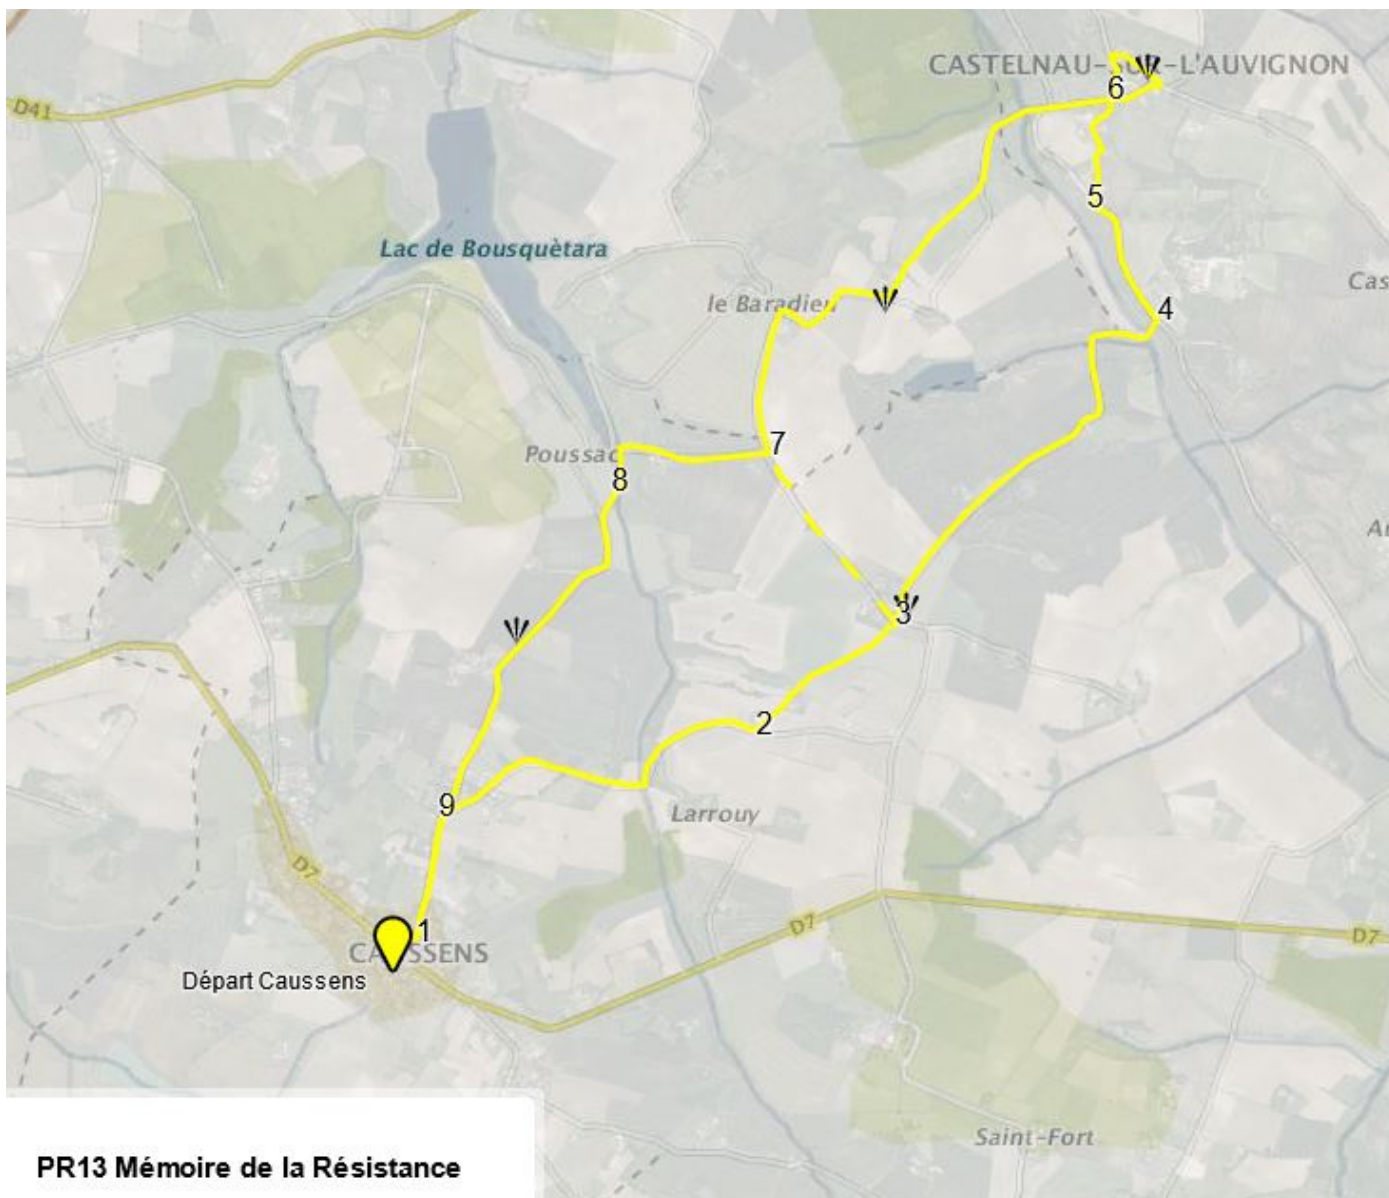 CASTELNAU-SUR-L'AUVIGNON
6
D41
5
Lac de Bousquètara
Cas
le Baradieu
4
7
Poussac
8
3
2
9
Larrouy
D7
1
D7
D7
CAUSSENS
Départ Caussens
Saint-Fort
PR13 Mémoire de la Résistance